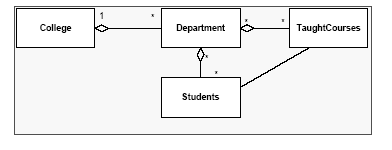 College 1 * Department * * TaughtCourses
*
*
Students